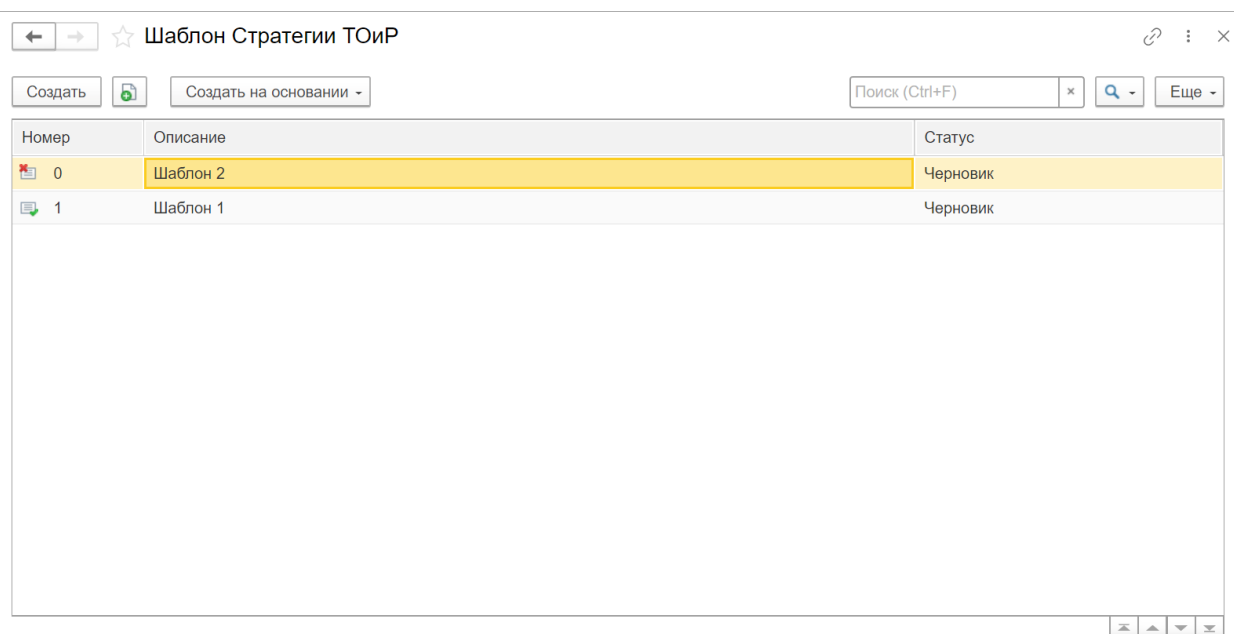 Шаблон Стратегии ТОиР
Создать Создать на основании Поиск (Ctrl+F) × Еще
Номер Описание Статус
0 Шаблон 2 Черновик
1 Шаблон 1 Черновик